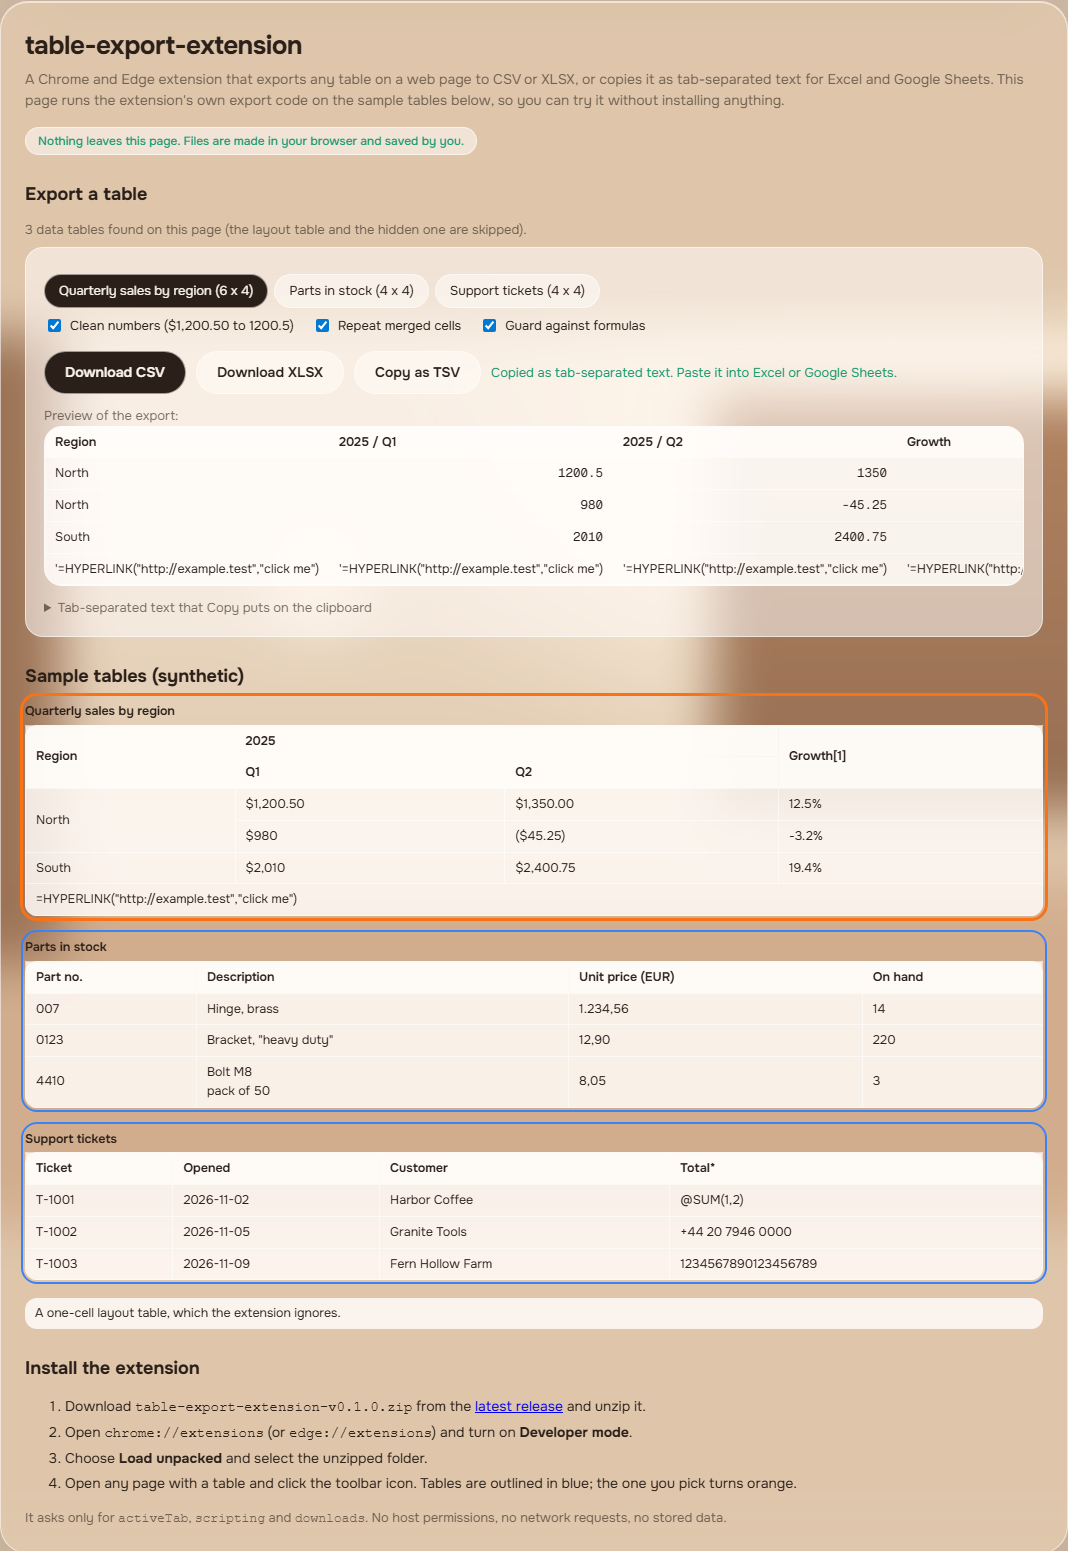 table-export-extension
A Chrome and Edge extension that exports any table on a web page to CSV or XLSX, or copies it as tab-separated text for Excel and Google Sheets. This
page runs the extension's own export code on the sample tables below, so you can try it without installing anything.
Nothing leaves this page. Files are made in your browser and saved by you.
Export a table
3 data tables found on this page (the layout table and the hidden one are skipped).
Quarterly sales by region (6 x 4) Parts in stock (4 x 4) Support tickets (4 x 4)
Clean numbers ($1,200.50 to 1200.5) Repeat merged cells Guard against formulas
Download CSV Download XLSX Copy as TSV Copied as tab-separated text. Paste it into Excel or Google Sheets.
Preview of the export:
Region 2025 / Q1 2025 / Q2 Growth
North 1200.5 1350
North 980 -45.25
South 2010 2400.75
'=HYPERLINK("http://example.test","click me") '=HYPERLINK("http://example.test","click me") '=HYPERLINK("http://example.test","click me") '=HYPERLINK("http:/
Tab-separated text that Copy puts on the clipboard
Sample tables (synthetic)
Quarterly sales by region
Region 2025 Growth[1]
Q1 Q2
North $1,200.50 $1,350.00 12.5%
$980 ($45.25) -3.2%
South $2,010 $2,400.75 19.4%
=HYPERLINK("http://example.test","click me")
Parts in stock
Part no. Description Unit price (EUR) On hand
007 Hinge, brass 1.234,56 14
0123 Bracket, "heavy duty" 12,90 220
4410 Bolt M8 8,05 3
pack of 50
Support tickets
Ticket Opened Customer Total*
T-1001 2026-11-02 Harbor Coffee @SUM(1,2)
T-1002 2026-11-05 Granite Tools +44 20 7946 0000
T-1003 2026-11-09 Fern Hollow Farm 1234567890123456789
A one-cell layout table, which the extension ignores.
Install the extension
1. Download table-export-extension-v0.1.0.zip from the latest release and unzip it.
2. Open chrome://extensions (or edge://extensions) and turn on Developer mode.
3. Choose Load unpacked and select the unzipped folder.
4. Open any page with a table and click the toolbar icon. Tables are outlined in blue; the one you pick turns orange.
It asks only for activeTab, scripting and downloads. No host permissions, no network requests, no stored data.